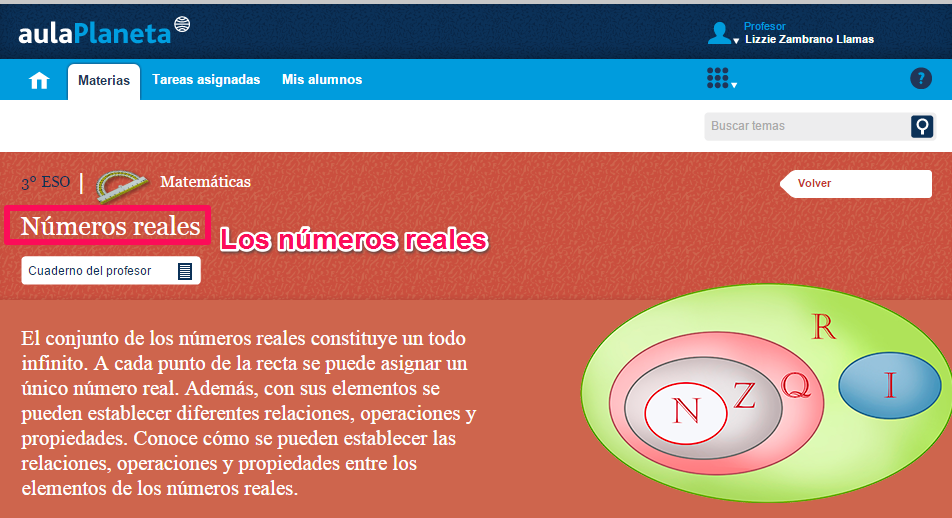 aulaPlaneta
Profesor
Lizzie Zambrano Llamas
Materias
Tareas asignadas
Mis alumnos
?
Buscar temas
3º ESO | Matemáticas
Volver
Números reales
Los números reales
Cuaderno del profesor
El conjunto de los números reales constituye un todo
infinito. A cada punto de la recta se puede asignar un
único número real. Además, con sus elementos se
pueden establecer diferentes relaciones, operaciones y
propiedades. Conoce cómo se pueden establecer las
relaciones, operaciones y propiedades entre los
elementos de los números reales.
R
N Z Q I